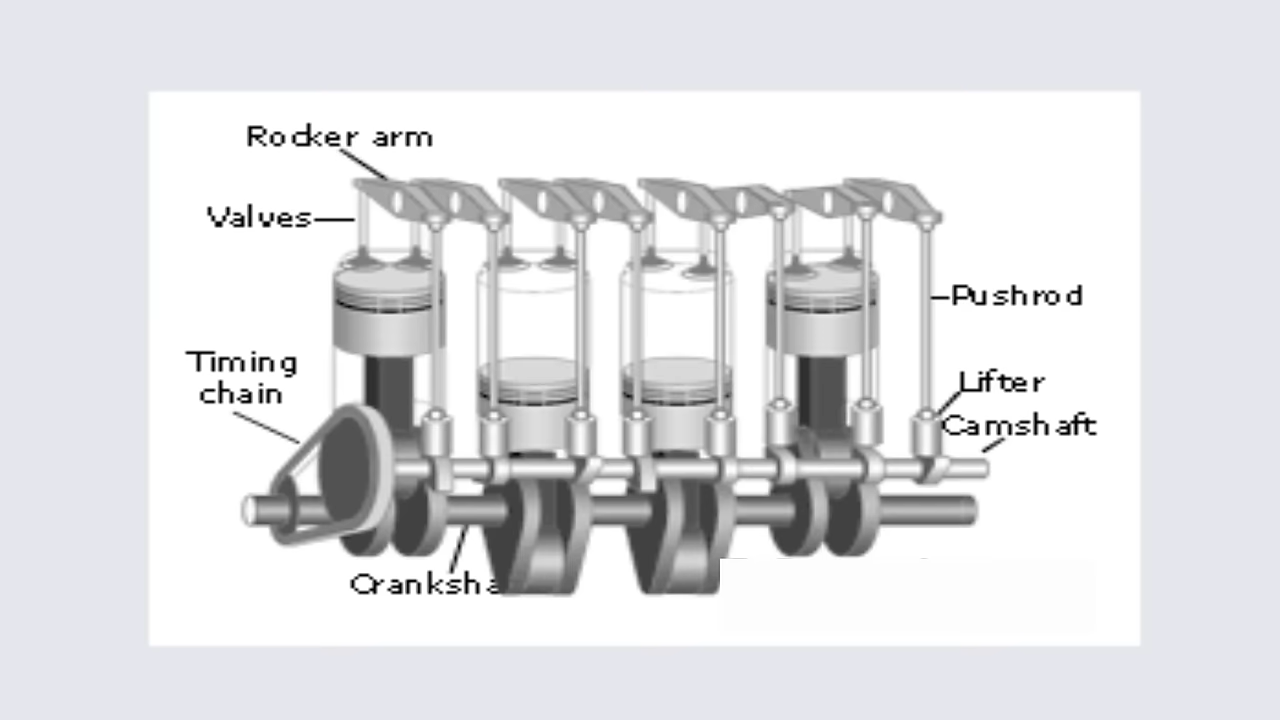 Rocker arm
Valves
Pushrod
Timing
chain
Lifter
Camshaft
Cranksha